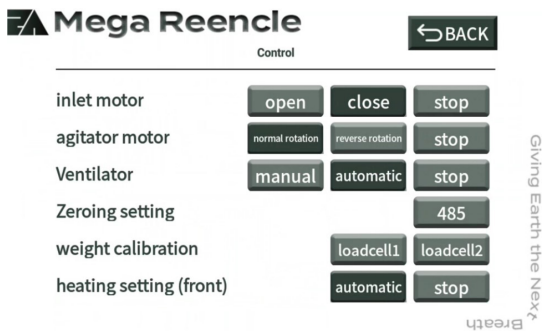 Mega Reencle
BACK
Control
inlet motor open close stop
agitator motor normal rotation reverse rotation stop
Ventilator manual automatic stop
Zeroing setting 485
weight calibration loadcell1 loadcell2
heating setting (front) automatic stop
Giving Earth the Next
Breath